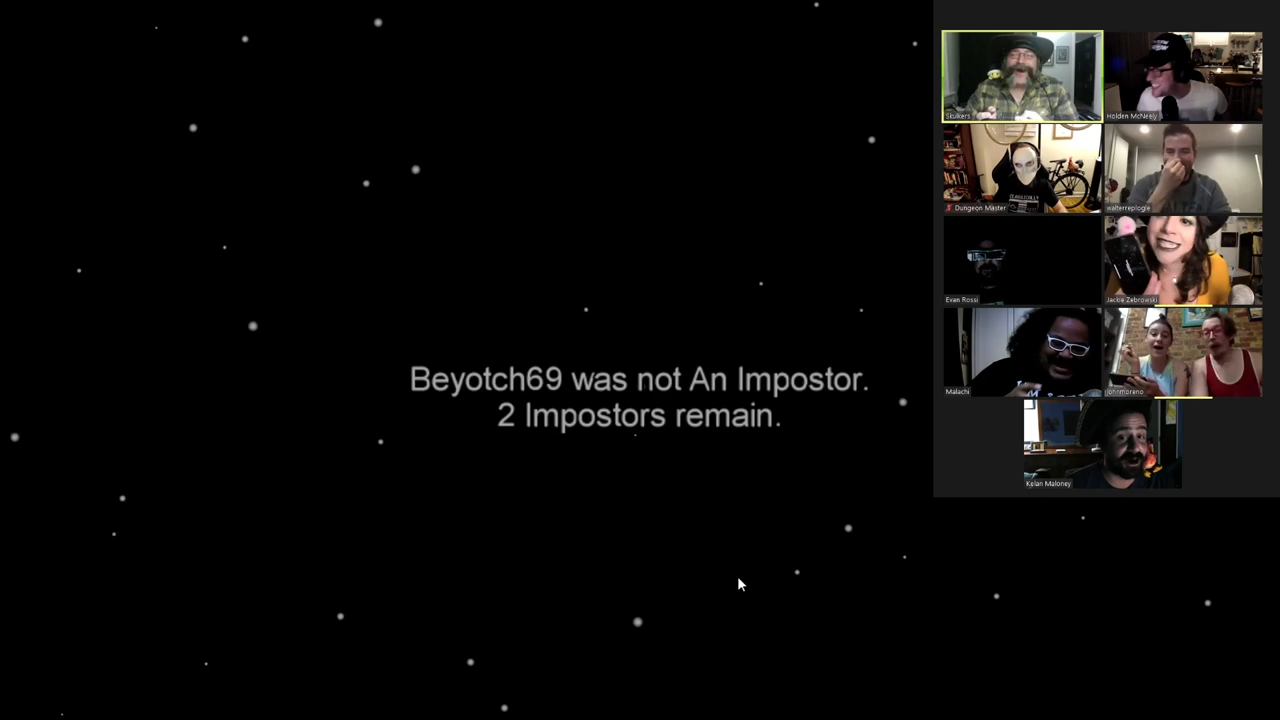 Beyotch69 was not An Impostor.
2 Impostors remain.
Skulkers
Holden McNeely
Dungeon Master
walterreplogle
Evan Rossi
Jackie Zebrowski
Malachi
johnmoreno
Kelan Maloney